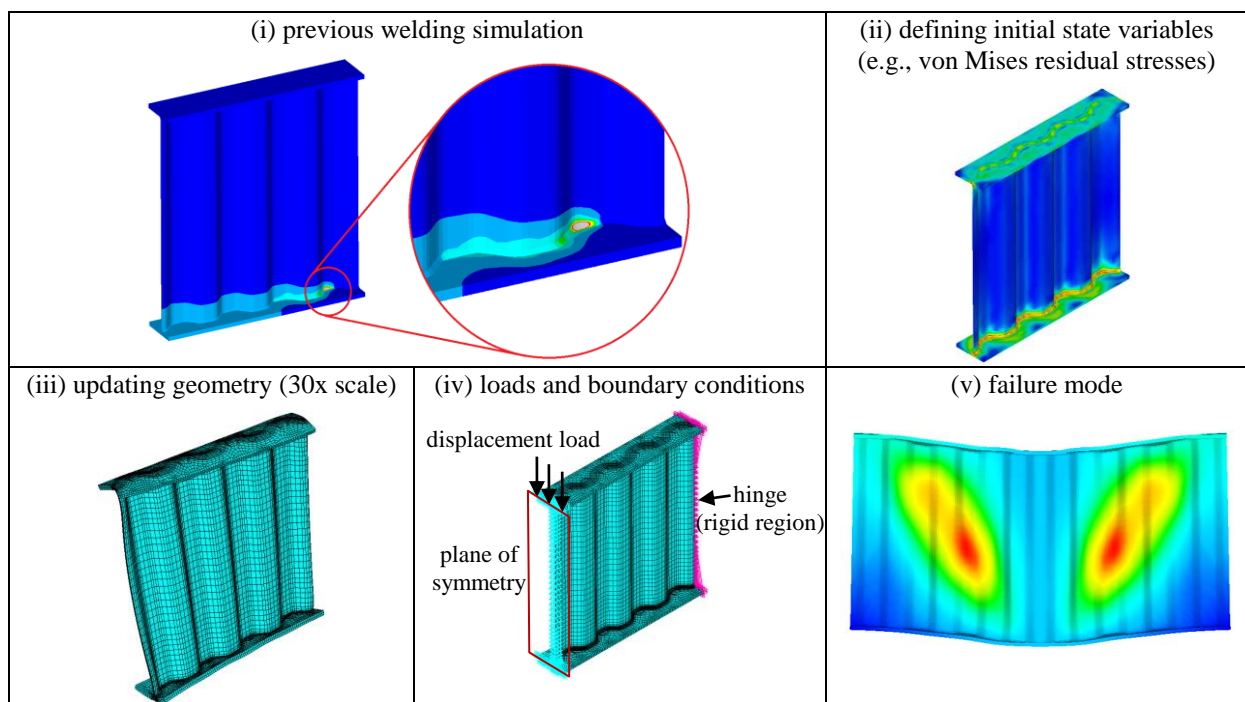 (i) previous welding simulation
(ii) defining initial state variables
(e.g., von Mises residual stresses)
(iii) updating geometry (30x scale)
(iv) loads and boundary conditions
displacement load
hinge
(rigid region)
plane of
symmetry
(v) failure mode